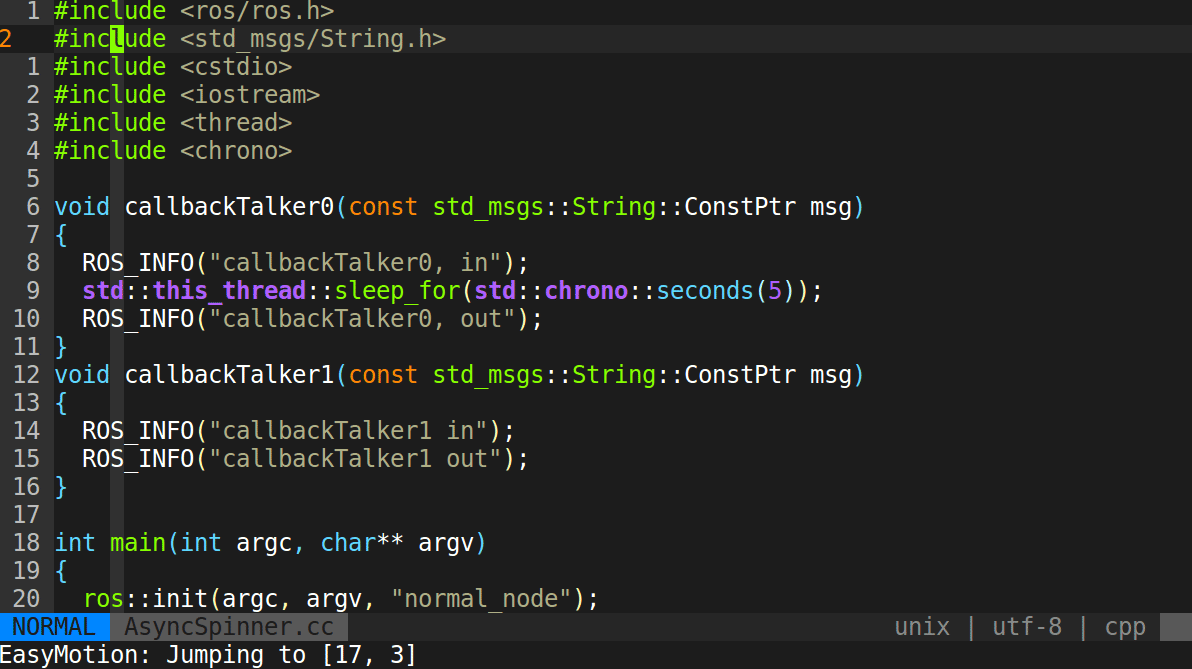 1 #include <ros/ros.h>
2 #include <std_msgs/String.h>
1 #include <cstdio>
2 #include <iostream>
3 #include <thread>
4 #include <chrono>
5
6 void callbackTalker0(const std_msgs::String::ConstPtr msg)
7 {
8   ROS_INFO("callbackTalker0, in");
9   std::this_thread::sleep_for(std::chrono::seconds(5));
10   ROS_INFO("callbackTalker0, out");
11 }
12 void callbackTalker1(const std_msgs::String::ConstPtr msg)
13 {
14   ROS_INFO("callbackTalker1 in");
15   ROS_INFO("callbackTalker1 out");
16 }
17
18 int main(int argc, char** argv)
19 {
20   ros::init(argc, argv, "normal_node");
NORMAL AsyncSpinner.cc unix | utf-8 | cpp
EasyMotion: Jumping to [17, 3]